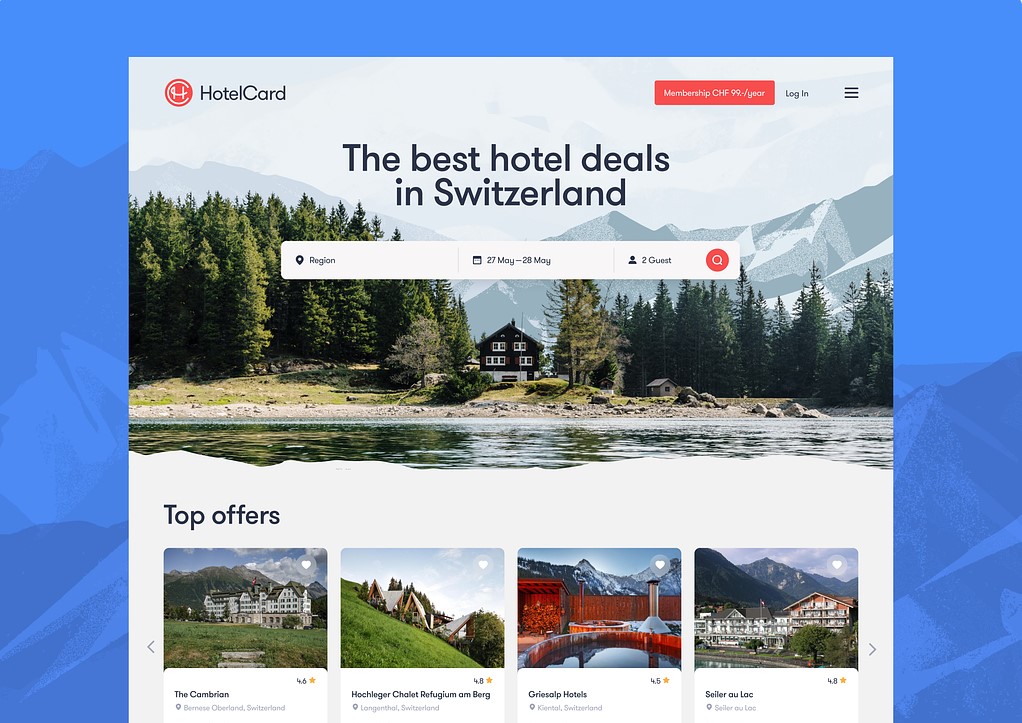 HotelCard
Membership CHF 99.-/year
Log In
The best hotel deals
in Switzerland
Region
27 May—28 May
2 Guest
Top offers
4.6
The Cambrian
Bernese Oberland, Switzerland
4.8
Hochleger Chalet Refugium am Berg
Langenthal, Switzerland
4.5
Griesalp Hotels
Kiental, Switzerland
4.8
Seiler au Lac
Seiler au Lac